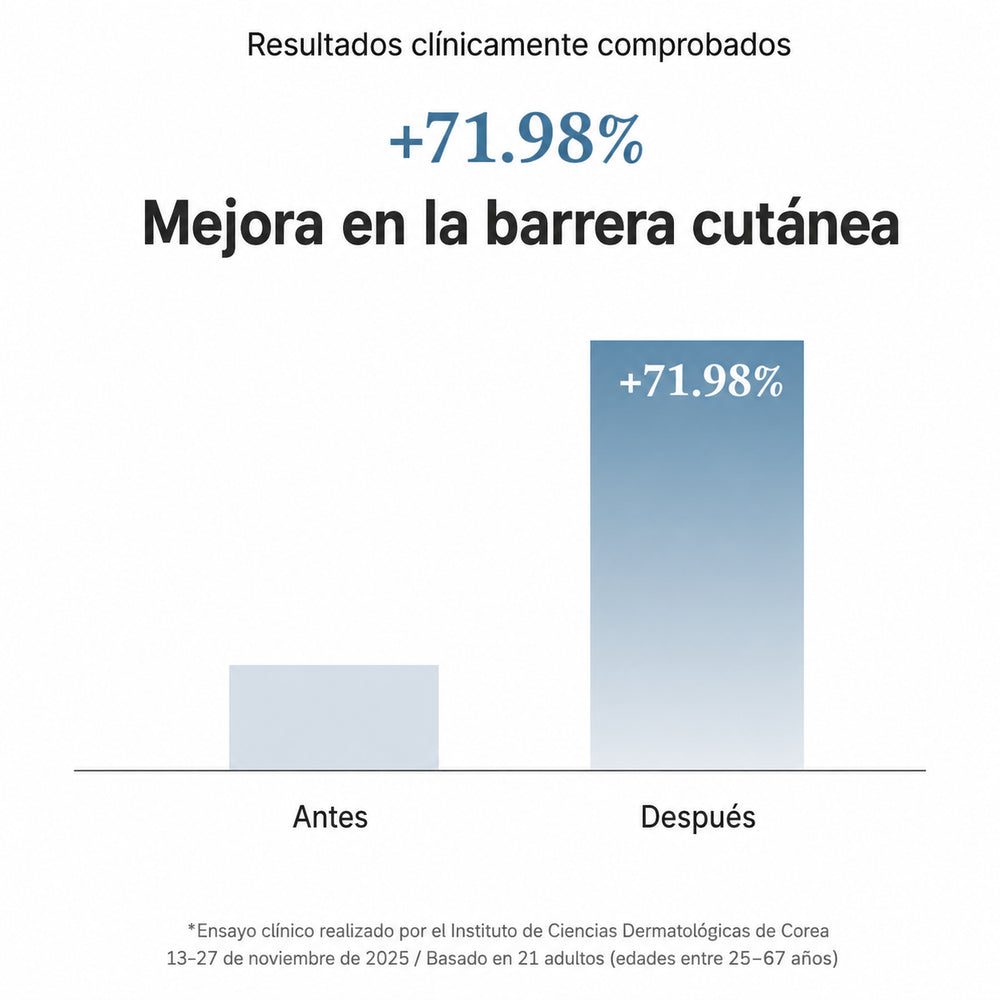 Resultados clínicamente comprobados
+71.98%
Mejora en la barrera cutánea
+71.98%
Antes
Después
*Ensayo clínico realizado por el Instituto de Ciencias Dermatológicas de Corea
13–27 de noviembre de 2025 / Basado en 21 adultos (edades entre 25–67 años)